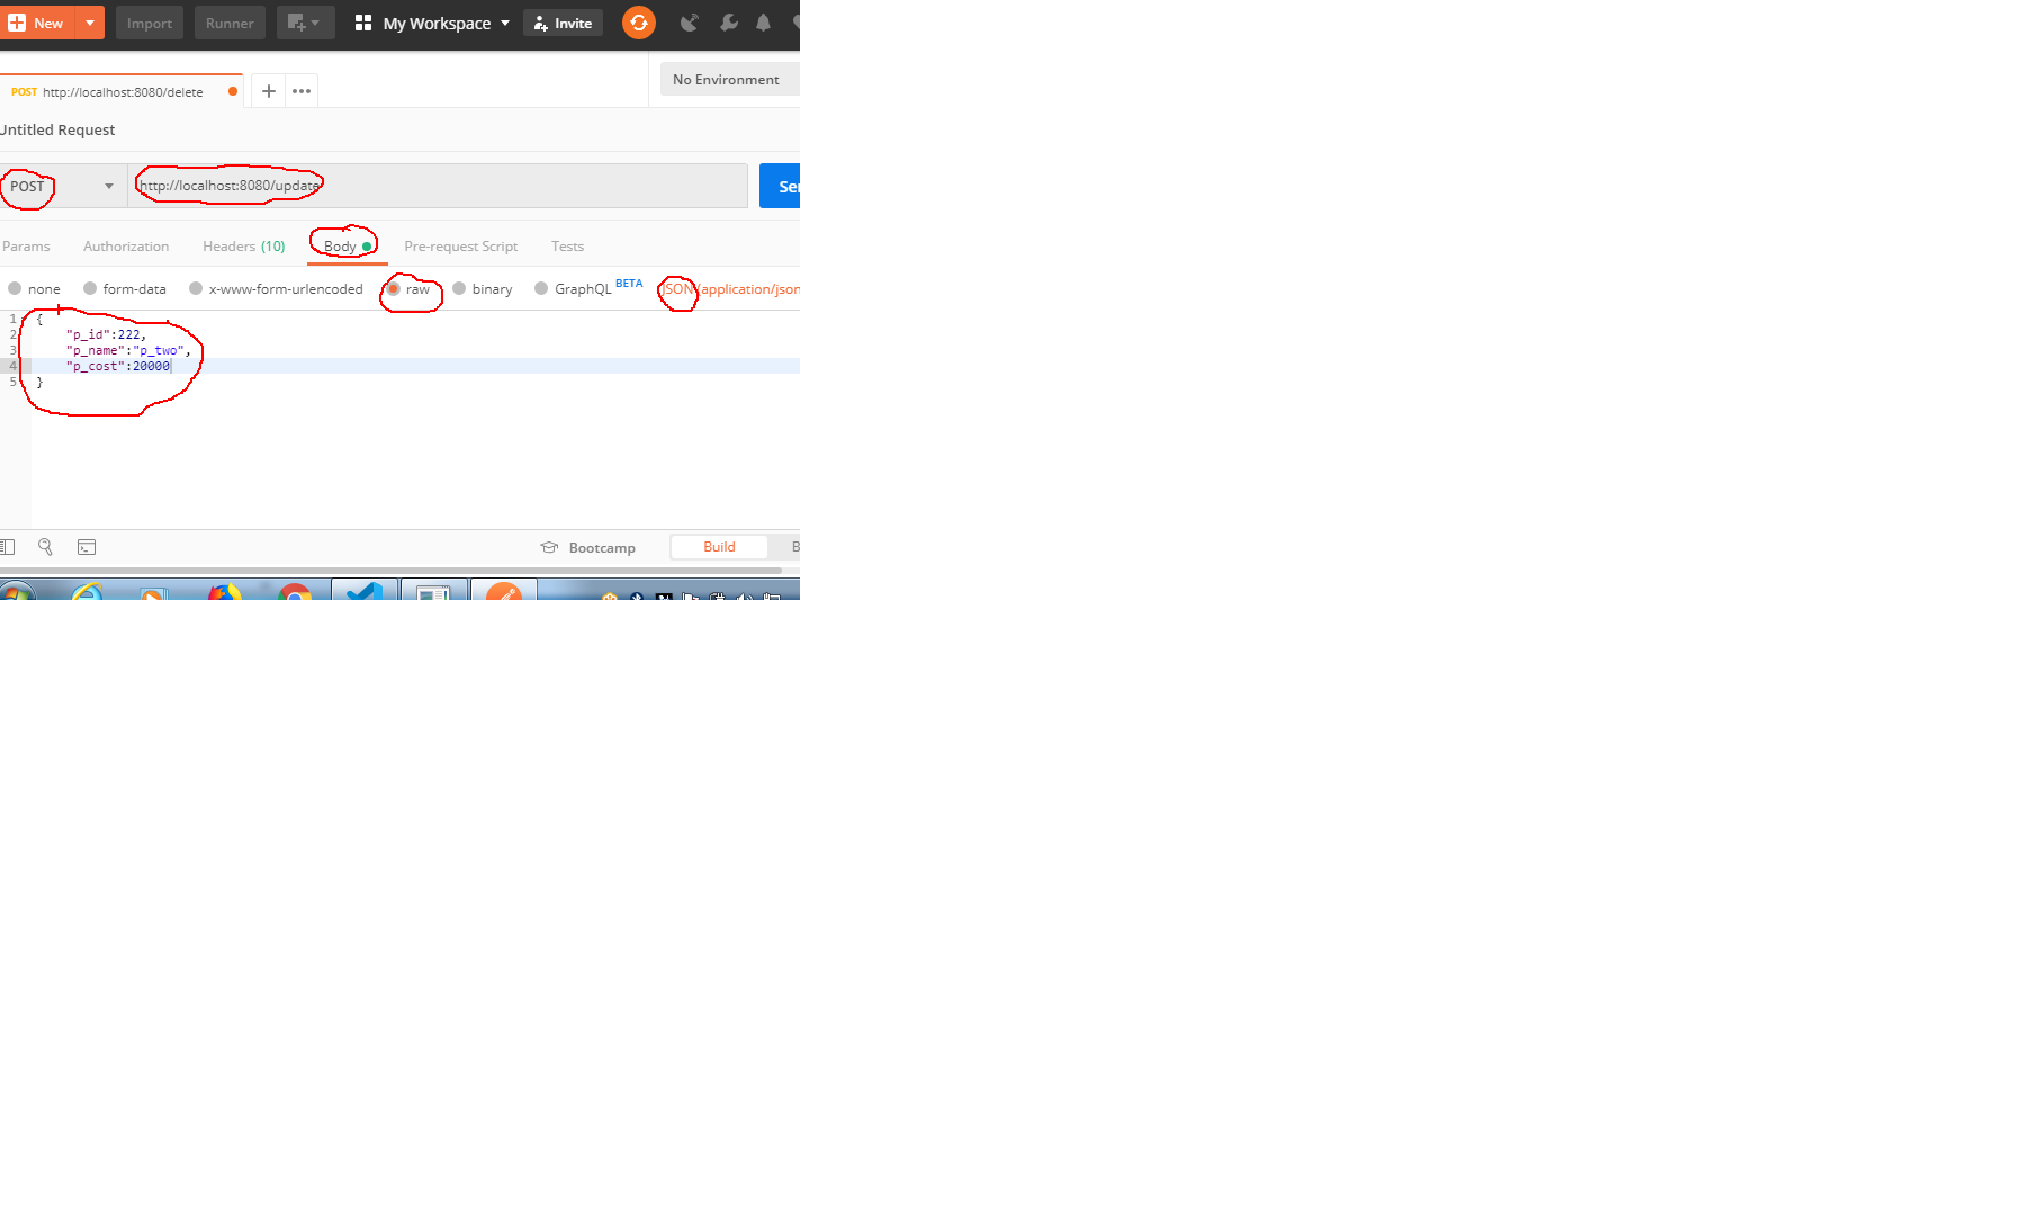 New Import Runner My Workspace Invite
POST http://localhost:8080/delete No Environment
Untitled Request
POST http://localhost:8080/update
Params Authorization Headers (10) Body Pre-request Script Tests
none form-data x-www-form-urlencoded raw binary GraphQL BETA JSON (application/json
1 {
2 "p_id":222,
3 "p_name":"p_two",
4 "p_cost":20000
5 }
Bootcamp Build